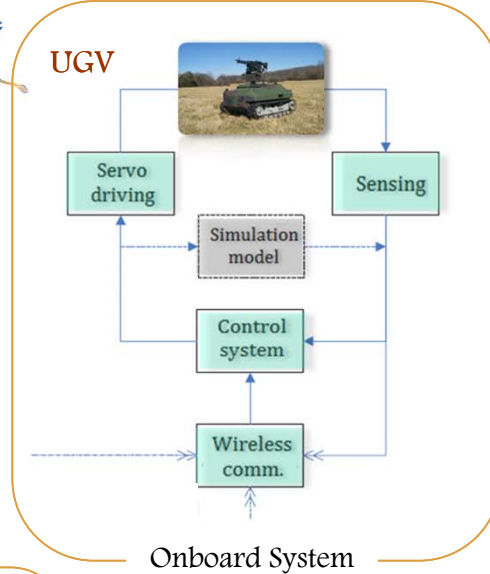 UGV
Servo
driving
Sensing
Simulation
model
Control
system
Wireless
comm.
Onboard System